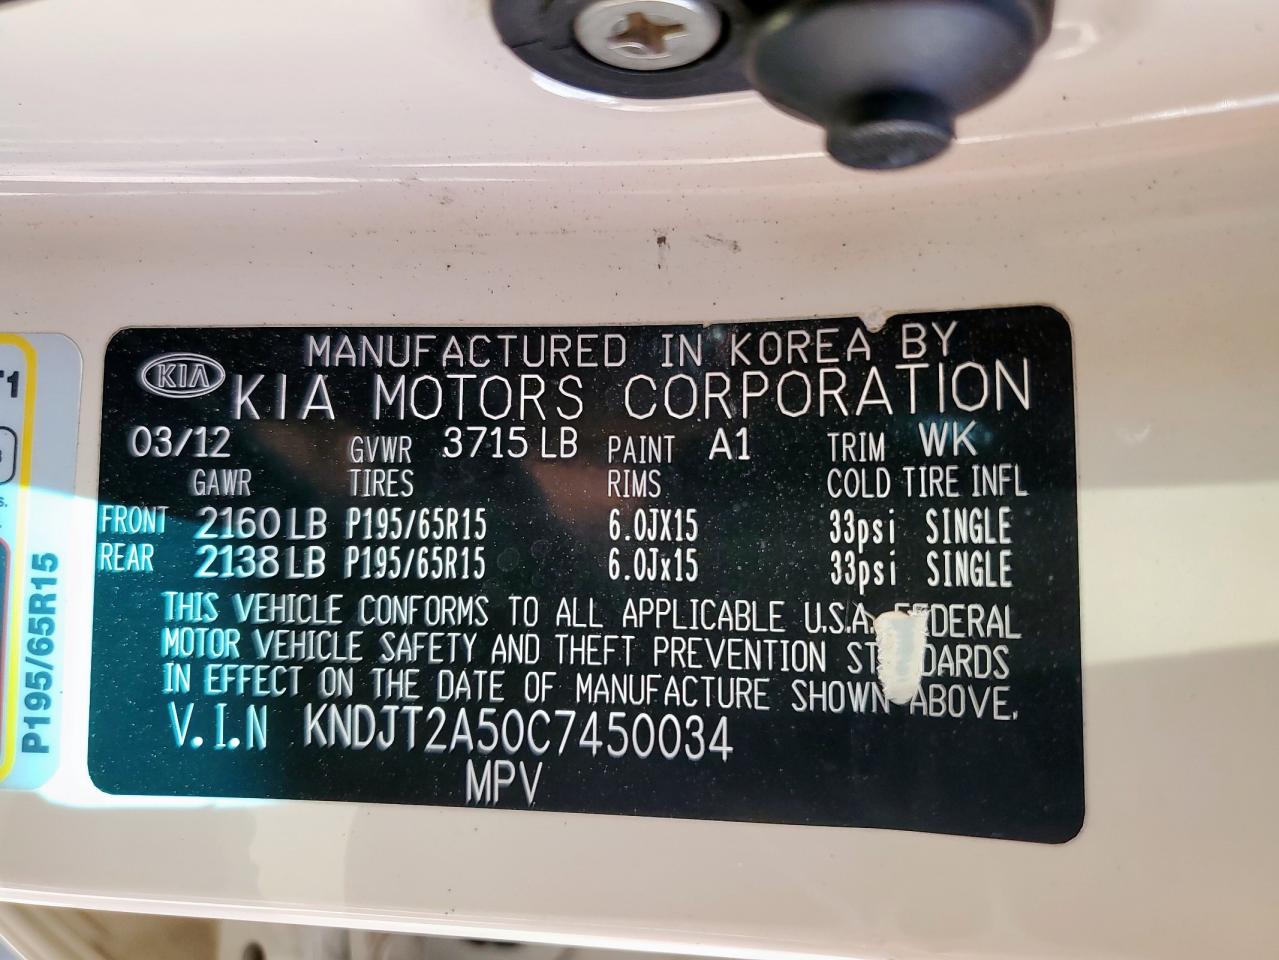 MANUFACTURED IN KOREA BY
KIA KIA MOTORS CORPORATION
03/12 GVWR 3715 LB PAINT A1 TRIM WK
GAWR TIRES RIMS COLD TIRE INFL
FRONT 2160 LB P195/65R15 6.0JX15 33psi SINGLE
REAR 2138 LB P195/65R15 6.0Jx15 33psi SINGLE
THIS VEHICLE CONFORMS TO ALL APPLICABLE U.S.A. FEDERAL
MOTOR VEHICLE SAFETY AND THEFT PREVENTION ST DARDS
IN EFFECT ON THE DATE OF MANUFACTURE SHOWN ABOVE.
V.I.N KNDJT2A50C7450034
MPV
P195/65R15